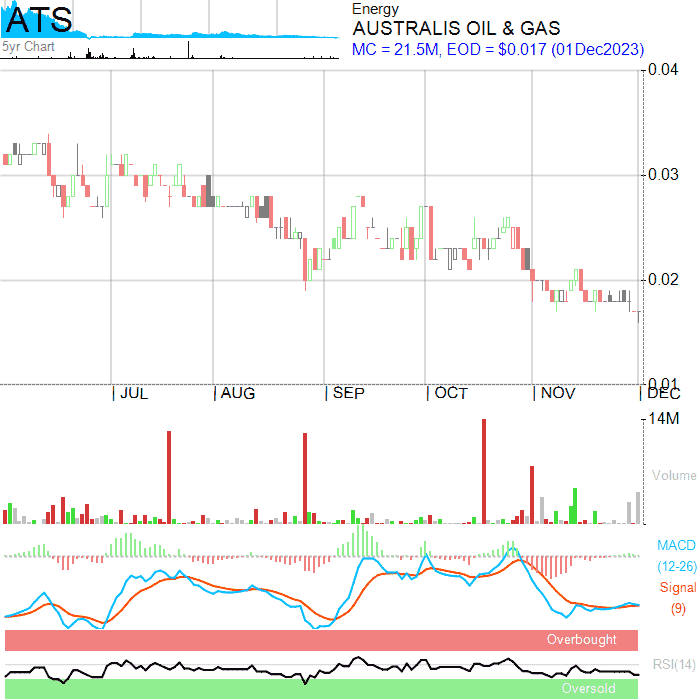 ATS
5yr Chart
Energy
AUSTRALIS OIL & GAS
MC = 21.5M, EOD = $0.017 (01Dec2023)
0.04
0.03
0.02
0.01
JUL
AUG
SEP
OCT
NOV
DEC
14M
Volume
MACD
(12-26)
Signal
(9)
Overbought
RSI(14)
Oversold